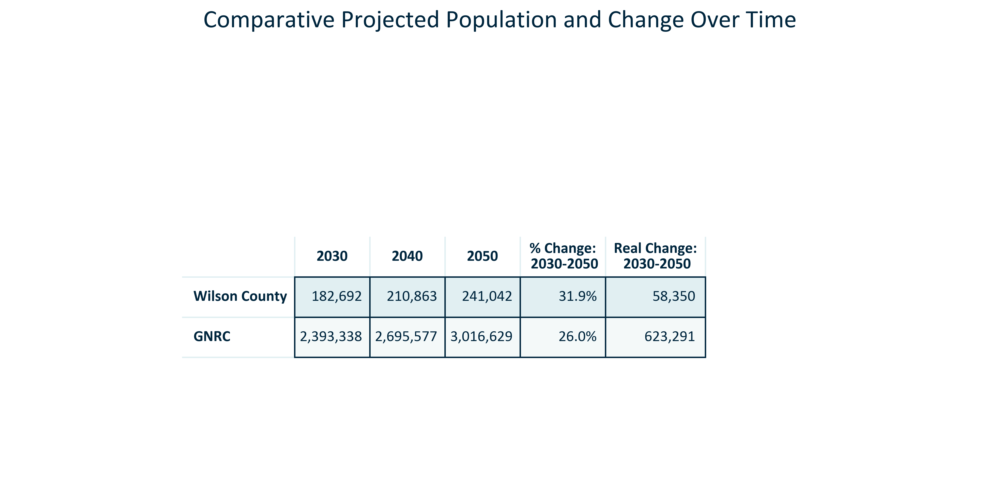 Comparative Projected Population and Change Over Time
2030 2040 2050 % Change: 2030-2050 Real Change: 2030-2050
Wilson County 182,692 210,863 241,042 31.9% 58,350
GNRC 2,393,338 2,695,577 3,016,629 26.0% 623,291